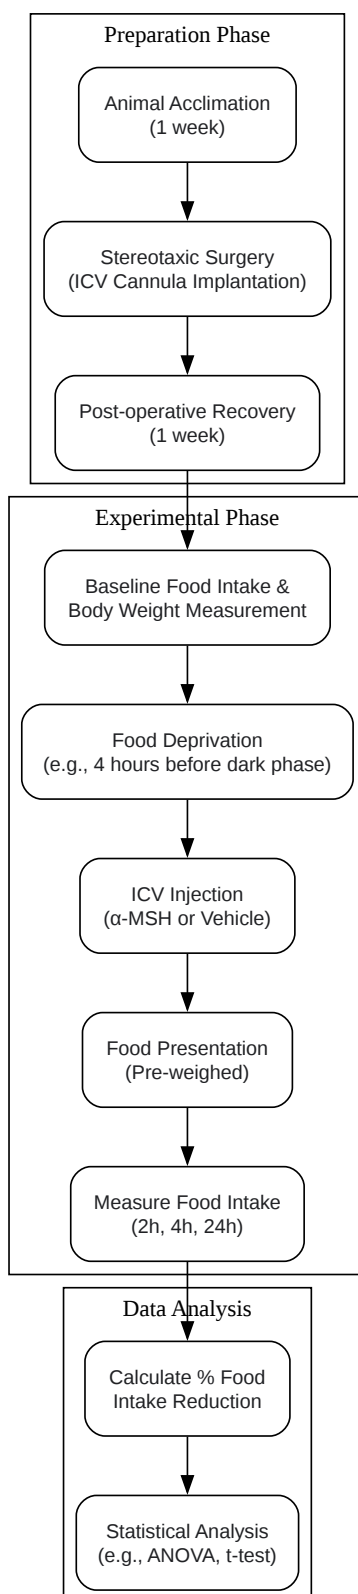 Preparation Phase
Animal Acclimation
(1 week)
Stereotaxic Surgery
(ICV Cannula Implantation)
Post-operative Recovery
(1 week)
Experimental Phase
Baseline Food Intake &
Body Weight Measurement
Food Deprivation
(e.g., 4 hours before dark phase)
ICV Injection
(α-MSH or Vehicle)
Food Presentation
(Pre-weighed)
Measure Food Intake
(2h, 4h, 24h)
Data Analysis
Calculate % Food
Intake Reduction
Statistical Analysis
(e.g., ANOVA, t-test)